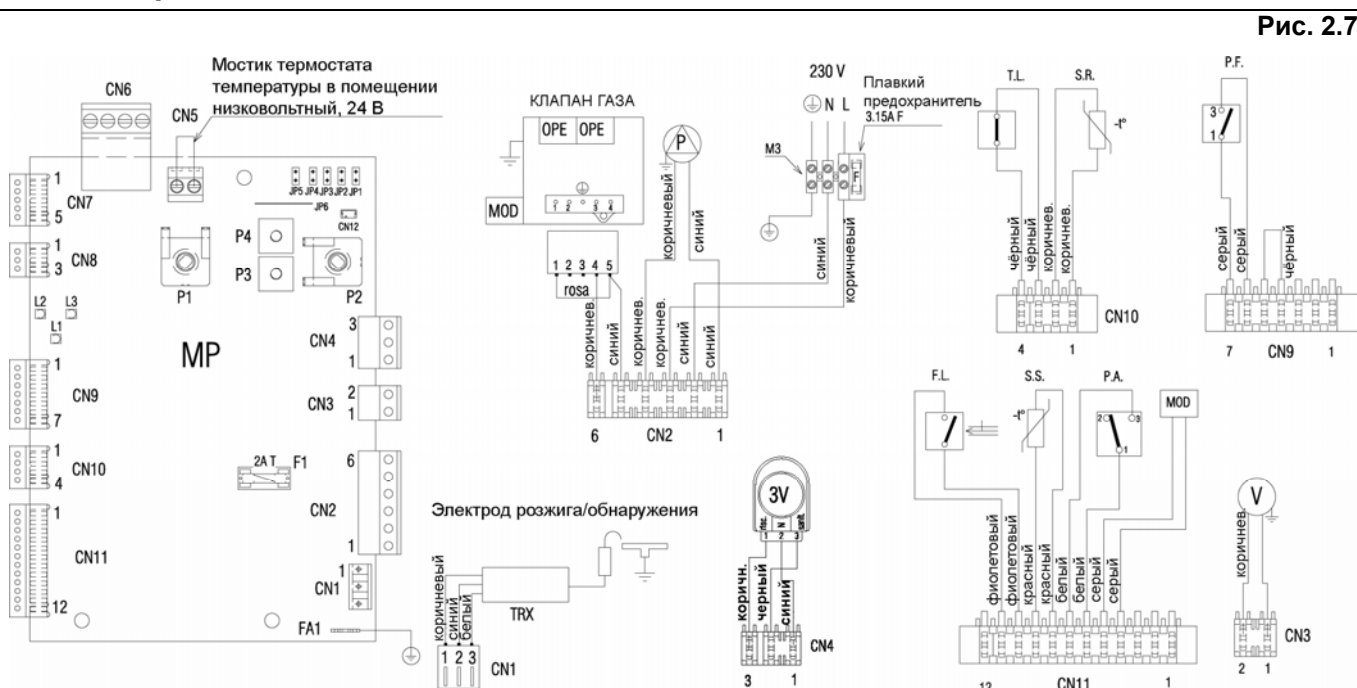 Рис. 2.7
Мостик термостата
температуры в помещении
низковольтный, 24 В
CN6
CN5
1
CN7
5
1
CN8
3
JP5 JP4 JP3 JP2 JP1
JP6
CN12
P4
P3
P1
P2
L2
L3
L1
MP
3
CN4
1
2
CN3
1
1
CN9
7
1
CN10
4
2A T F1
6
CN2
1
1
CN11
12
1
CN1
FA1
КЛАПАН ГАЗА
OPE OPE
1 2 3 4
MOD
1 2 3 4 5
rosa
P
коричневый
синий
коричнев.
синий
коричнев.
коричнев.
синий
синий
6 CN2 1
230 V
N L
Плавкий
предохранитель
3.15A F
M3
F
синий
коричневый
T.L.
S.R.
-t°
чёрный
чёрный
коричнев.
коричнев.
CN10
4 1
P.F.
3
1
серый
серый
чёрный
7 CN9 1
Электрод розжига/обнаружения
коричневый
синий
белый
TRX
1 2 3
CN1
3V
risc.
N
sanit.
1 2 3
коричн.
черный
синий
CN4
3 1
F.L.
S.S.
P.A.
-t°
2
3
1
MOD
фиолетовый
фиолетовый
красный
красный
белый
белый
серый
серый
12 CN11 1
V
коричнев.
CN3
2 1